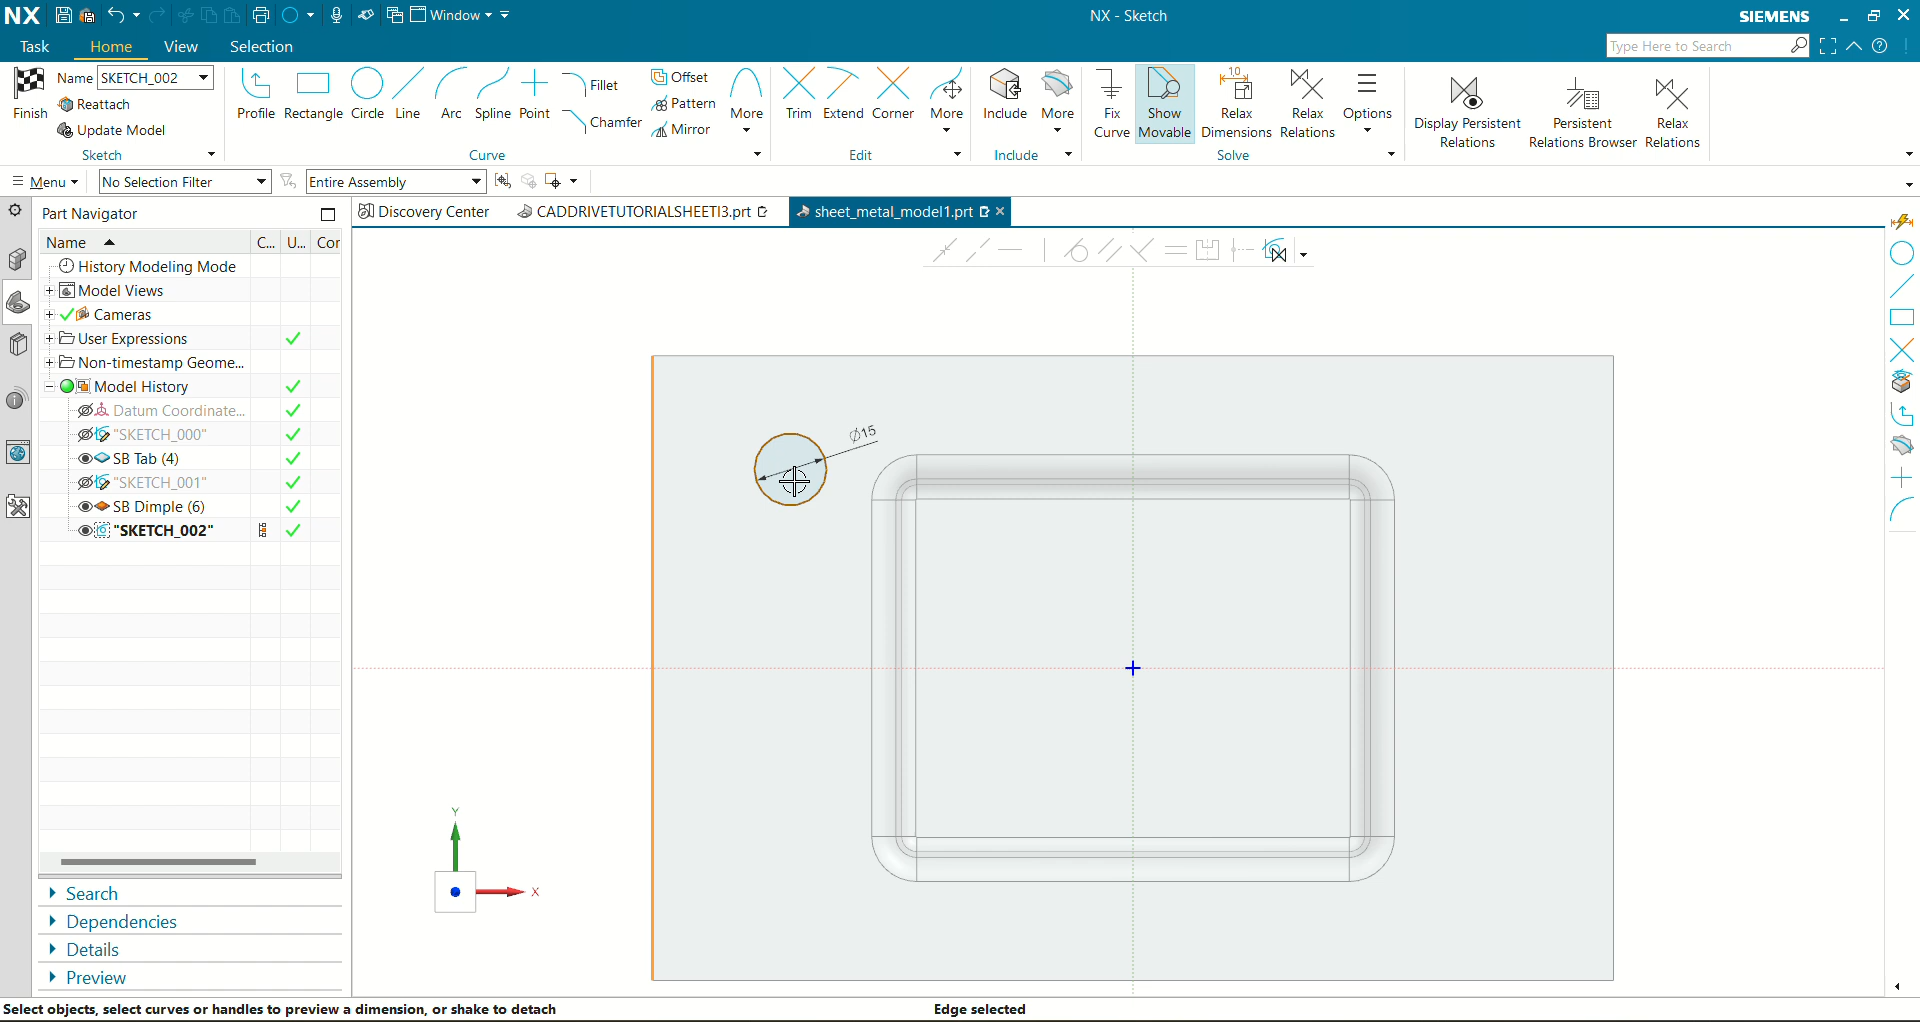 NX Window NX - Sketch SIEMENS
Task Home View Selection Type Here to Search
Finish Name SKETCH_002 Reattach Update Model Sketch
Profile Rectangle Circle Line Arc Spline Point Fillet Chamfer Offset Pattern Mirror More Curve
Trim Extend Corner More Edit
Include More Include
Fix Curve Show Movable Relax Dimensions Relax Relations Options Solve
Display Persistent Relations Persistent Relations Browser Relax Relations
Menu No Selection Filter Entire Assembly
Part Navigator Discovery Center CADDRIVETUTORIALSHEETI3.prt sheet_metal_model1.prt
Name C... U... Cor
History Modeling Mode
Model Views
Cameras
User Expressions
Non-timestamp Geome...
Model History
Datum Coordinate...
"SKETCH_000"
SB Tab (4)
"SKETCH_001"
SB Dimple (6)
"SKETCH_002"
Ø15
Y
X
Search
Dependencies
Details
Preview
Select objects, select curves or handles to preview a dimension, or shake to detach Edge selected